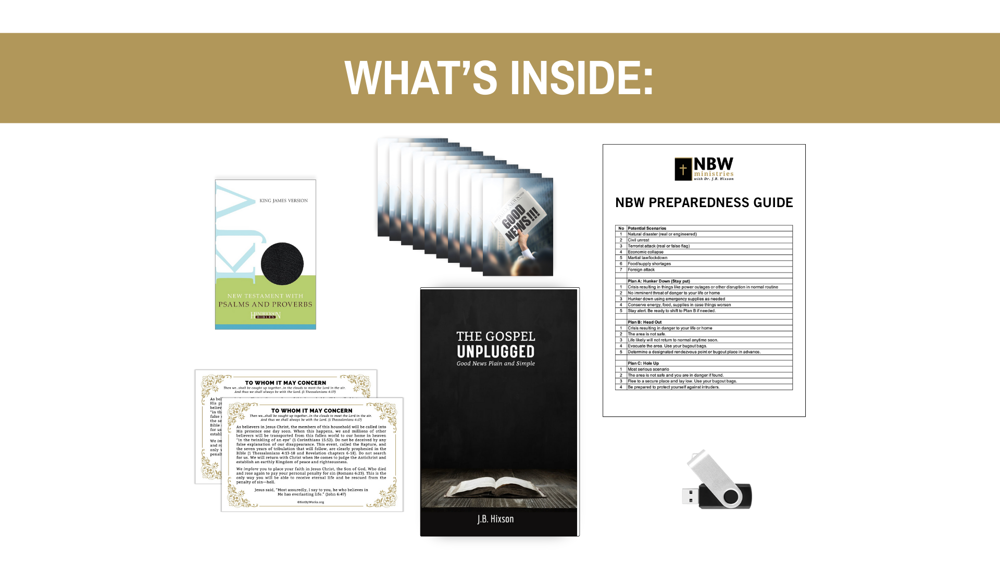 WHAT'S INSIDE:
KJV
KING JAMES VERSION
NEW TESTAMENT WITH
PSALMS AND PROVERBS
HENDRICKSON
BIBLES
DAILY NEWS
GOOD
NEWS!!!
NBW
ministries
with Dr. J.B. Hixson
NBW PREPAREDNESS GUIDE
No Potential Scenarios
1 Natural disaster (real or engineered)
2 Civil unrest
3 Terrorist attack (real or false flag)
4 Economic collapse
5 Martial law/lockdown
6 Food/supply shortages
7 Foreign attack
Plan A: Hunker Down (Stay put)
1 Crisis resulting in things like power outages or other disruption in normal routine
2 No imminent threat of danger to your life or home
3 Hunker down using emergency supplies as needed
4 Conserve energy, food, supplies in case things worsen
5 Stay alert. Be ready to shift to Plan B if needed.
Plan B: Head Out
1 Crisis resulting in danger to your life or home
2 The area is not safe.
3 Life likely will not return to normal anytime soon.
4 Evacuate the area. Use your bugout bags.
5 Determine a designated rendezvous point or bugout place in advance.
Plan C: Hole Up
1 Most serious scenario
2 The area is not safe and you are in danger if found.
3 Flee to a secure place and lay low. Use your bugout bags.
4 Be prepared to protect yourself against intruders.
THE GOSPEL
UNPLUGGED
Good News Plain and Simple
J.B. Hixson
TO WHOM IT MAY CONCERN
Then we...shall be caught up together...in the clouds to meet the Lord in the air.
And thus we shall always be with the Lord. (1 Thessalonians 4:17)
As bel
His pr
believ
"in th
false
the se
Bible
for us
establ
We im
and ro
only
penalt
TO WHOM IT MAY CONCERN
Then we...shall be caught up together...in the clouds to meet the Lord in the air.
And thus we shall always be with the Lord. (1 Thessalonians 4:17)
As believers in Jesus Christ, the members of this household will be called into
His presence one day soon. When this happens, we and millions of other
believers will be transported from this fallen world to our home in heaven
"in the twinkling of an eye" (1 Corinthians 15:52). Do not be deceived by any
false explanation of our disappearance. This event, called the Rapture, and
the seven years of tribulation that will follow, are clearly prophesied in the
Bible (1 Thessalonians 4:13-18 and Revelation chapters 6-18). Do not search
for us. We will return with Christ when He comes to judge the Antichrist and
establish an earthly Kingdom of peace and righteousness.
We implore you to place your faith in Jesus Christ, the Son of God, Who died
and rose again to pay your personal penalty for sin (Romans 6:23). This is the
only way you will be able to receive eternal life and be rescued from the
penalty of sin—hell.
Jesus said, "Most assuredly, I say to you, he who believes in
Me has everlasting life." (John 6:47)
©NotByWorks.org